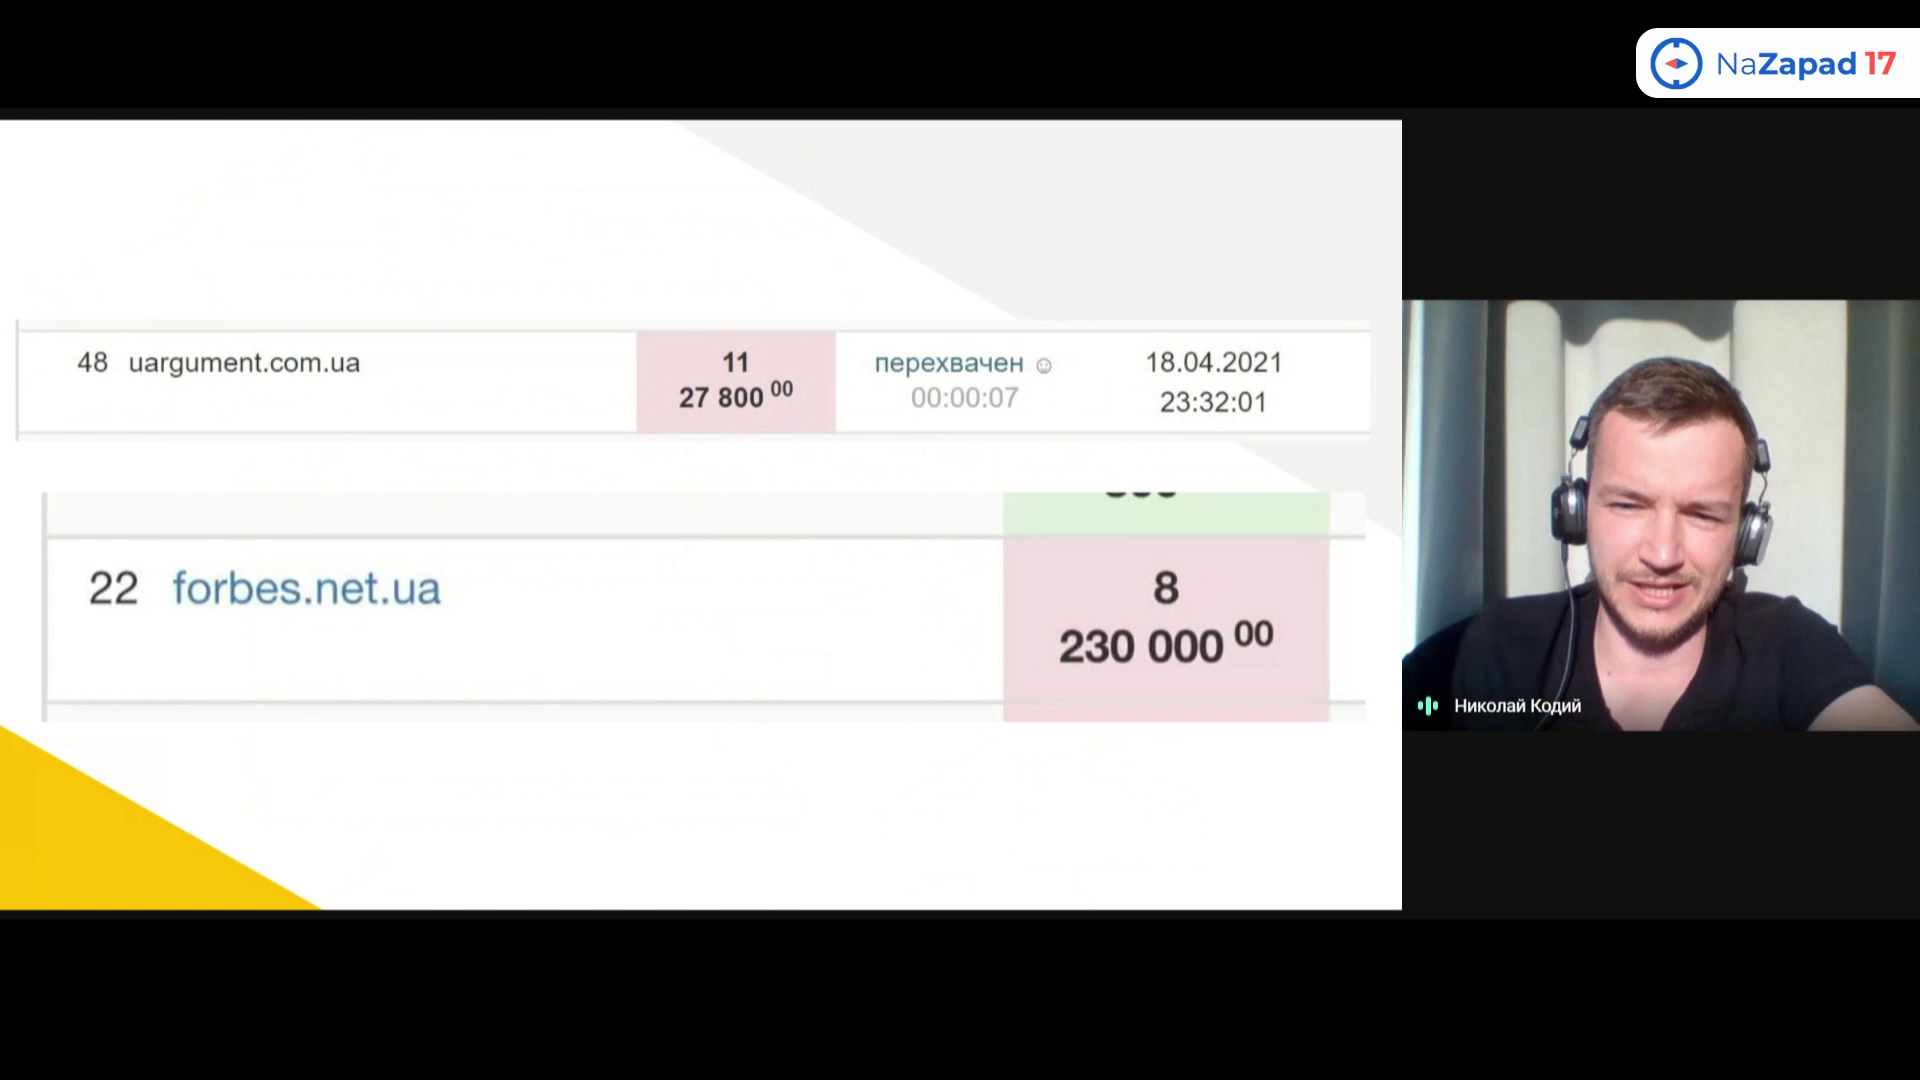 NaZapad 17
48 uargument.com.ua
11
27 800 00
перехвачен ☺
00:00:07
18.04.2021
23:32:01
22 forbes.net.ua
8
230 000 00
Николай Кодий